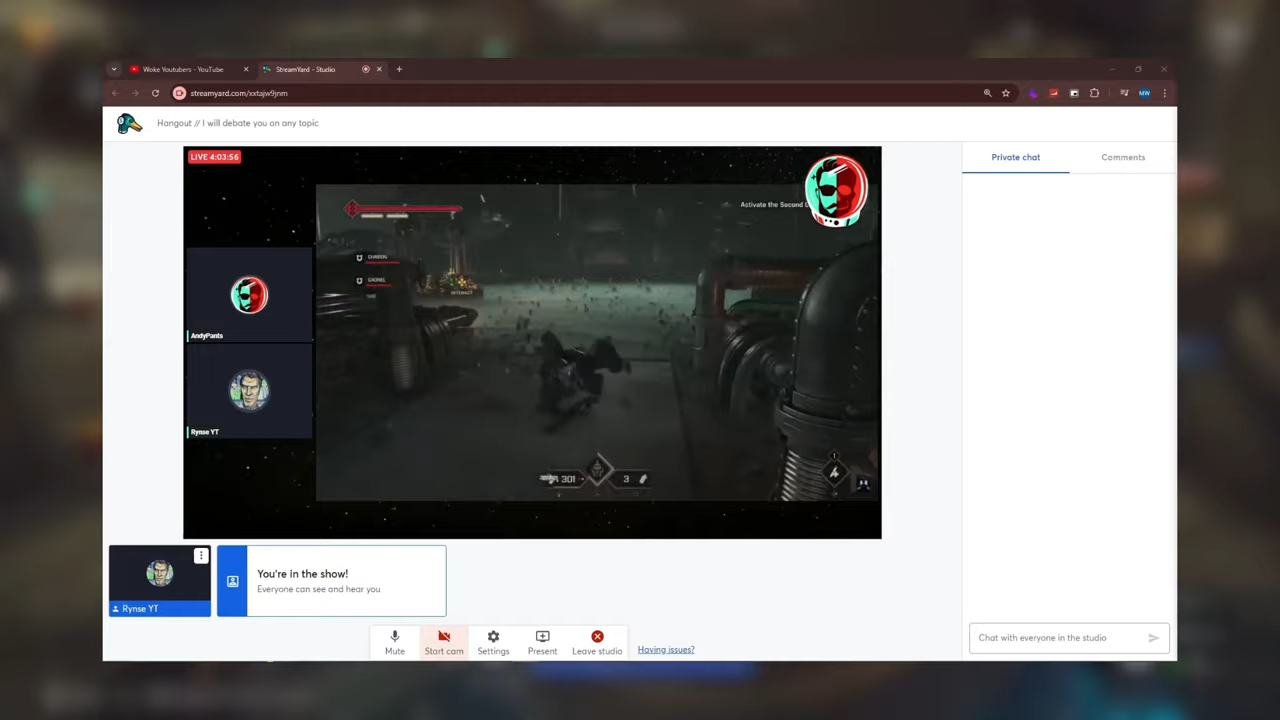 Woke Youtubers - YouTube
StreamYard - Studio
streamyard.com/xxtajw9jnm
MW
Hangout // I will debate you on any topic
Private chat
Comments
LIVE 4:03:56
Activate the Second
INTERACT
AndyPants
Rynse YT
301
3
1
You're in the show!
Everyone can see and hear you
Rynse YT
Mute
Start cam
Settings
Present
Leave studio
Having issues?
Chat with everyone in the studio